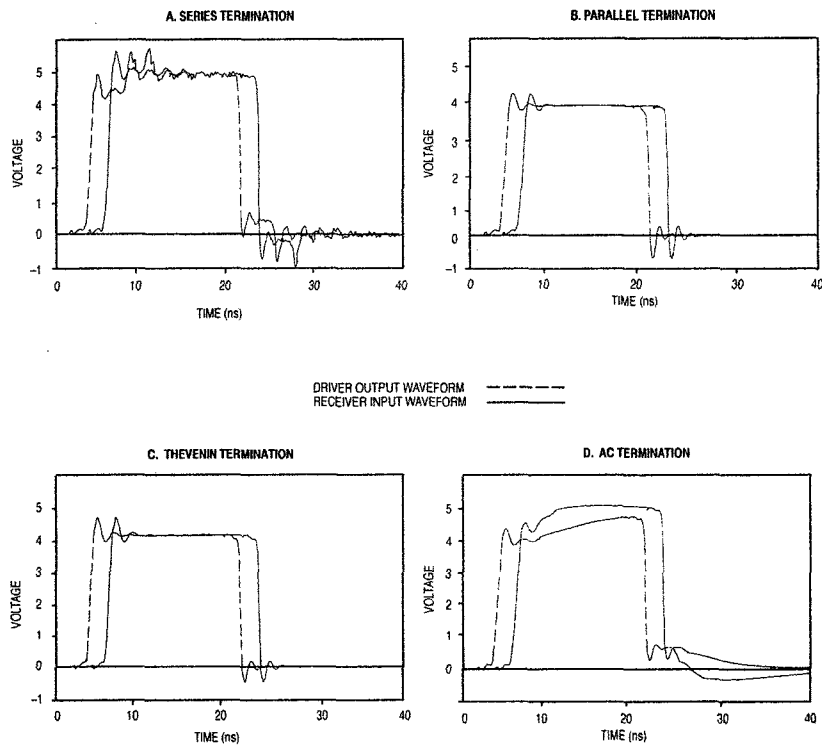 A. SERIES TERMINATION
VOLTAGE
5
4
3
2
1
0
−1
0 10 20 30 40
TIME (ns)
B. PARALLEL TERMINATION
VOLTAGE
5
4
3
2
1
0
−1
0 10 20 30 40
TIME (ns)
DRIVER OUTPUT WAVEFORM
RECEIVER INPUT WAVEFORM
C. THEVENIN TERMINATION
VOLTAGE
5
4
3
2
1
0
−1
0 10 20 30 40
TIME (ns)
D. AC TERMINATION
VOLTAGE
5
4
3
2
1
0
0 10 20 30 40
TIME (ns)